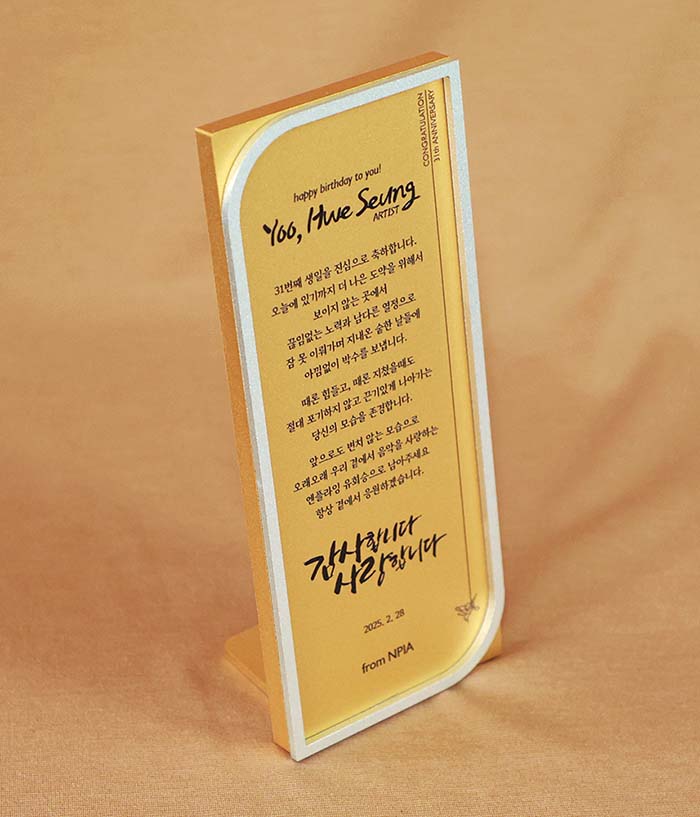 CONGRATULATION
31th ANNIVERSARY
happy birthday to you!
Yoo, Hwe Seung
ARTIST
31번째 생일을 진심으로 축하합니다.
오늘에 있기까지 더 나은 도약을 위해서
보이지 않는 곳에서
끊임없는 노력과 남다른 열정으로
잠 못 이뤄가며 지내온 숱한 날들에
아낌없이 박수를 보냅니다.
때론 힘들고, 때론 지쳤을때도
절대 포기하지 않고 끈기있게 나아가는
당신의 모습을 존경합니다.
앞으로도 변치 않는 모습으로
오래오래 우리 곁에서 음악을 사랑하는
엔플라잉 유회승으로 남아주세요
항상 곁에서 응원하겠습니다.
감사합니다
사랑합니다
2025. 2. 28
from NPIA